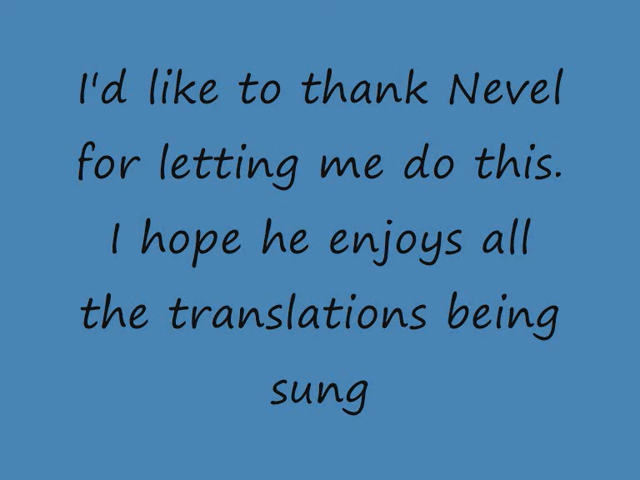 I'd like to thank Nevel
for letting me do this.
I hope he enjoys all
the translations being
sung